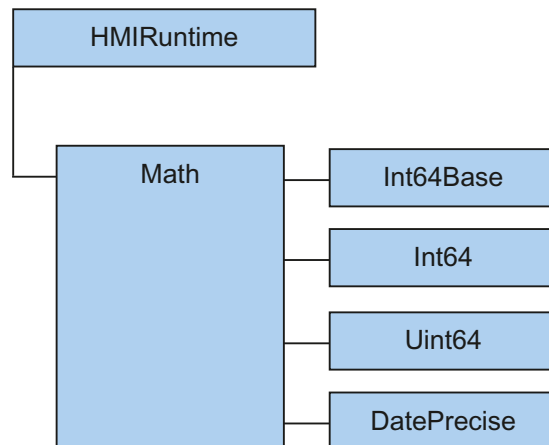 HMIRuntime
Math
Int64Base
Int64
Uint64
DatePrecise